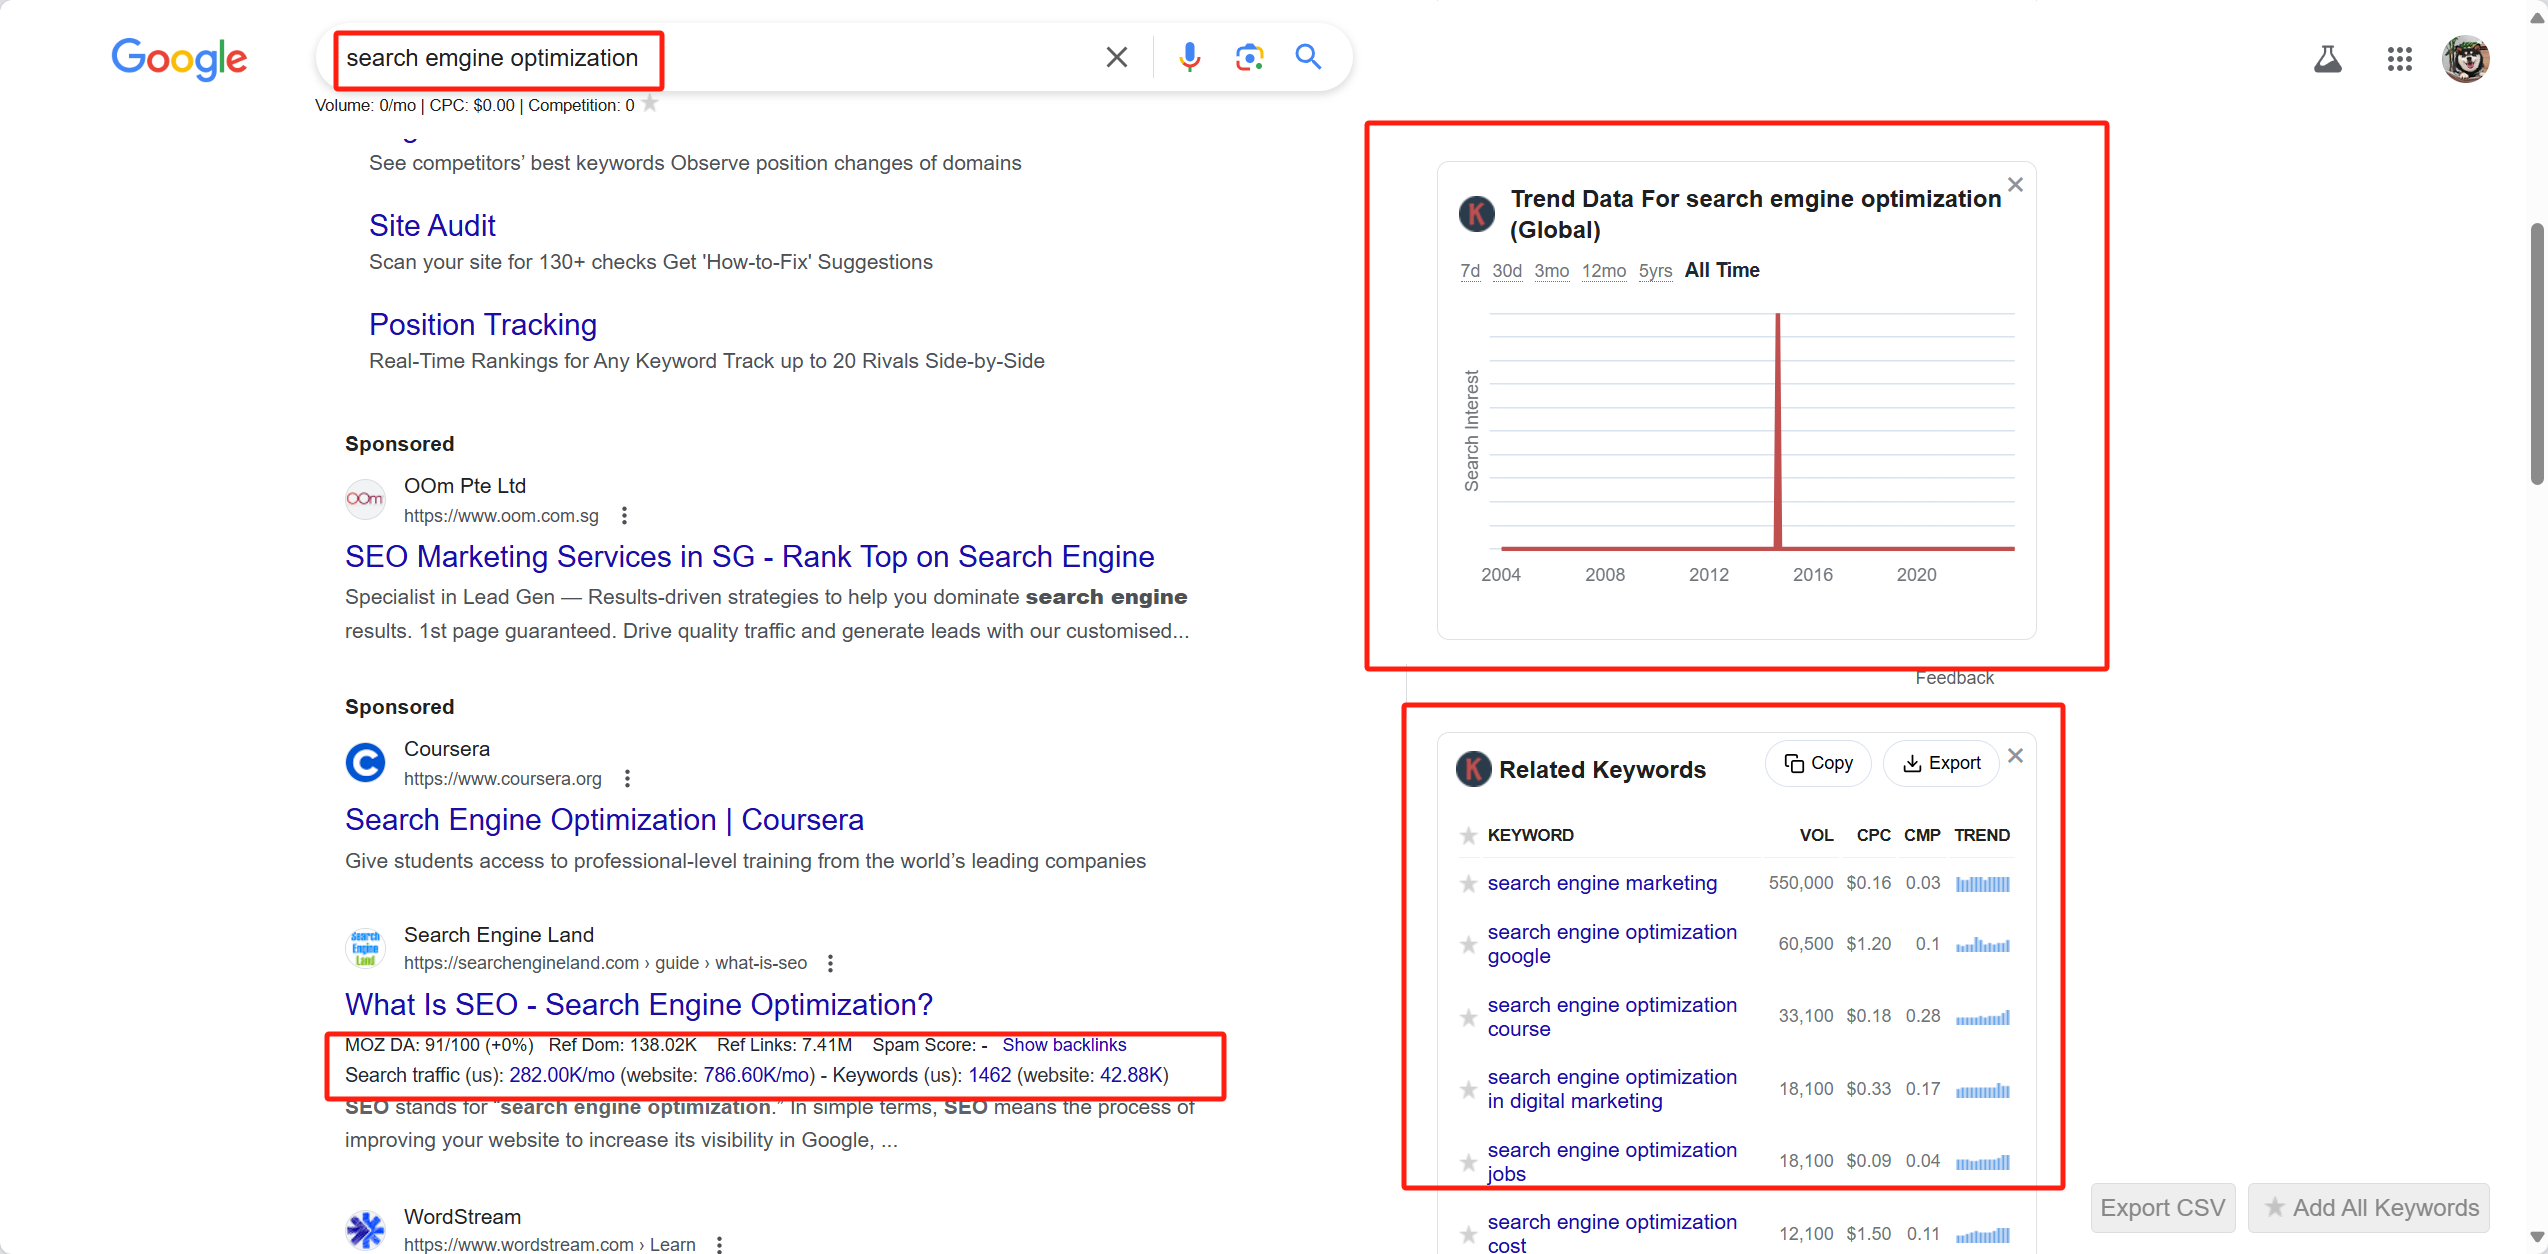 Google
search emgine optimization
Volume: 0/mo | CPC: $0.00 | Competition: 0
See competitors’ best keywords Observe position changes of domains
Site Audit
Scan your site for 130+ checks Get 'How-to-Fix' Suggestions
Position Tracking
Real-Time Rankings for Any Keyword Track up to 20 Rivals Side-by-Side
Sponsored
OOm
OOm Pte Ltd
https://www.oom.com.sg
SEO Marketing Services in SG - Rank Top on Search Engine
Specialist in Lead Gen — Results-driven strategies to help you dominate search engine
results. 1st page guaranteed. Drive quality traffic and generate leads with our customised...
Sponsored
Coursera
https://www.coursera.org
Search Engine Optimization | Coursera
Give students access to professional-level training from the world’s leading companies
Search
Engine
Land
Search Engine Land
https://searchengineland.com › guide › what-is-seo
What Is SEO - Search Engine Optimization?
MOZ DA: 91/100 (+0%) Ref Dom: 138.02K Ref Links: 7.41M Spam Score: - Show backlinks
Search traffic (us): 282.00K/mo (website: 786.60K/mo) - Keywords (us): 1462 (website: 42.88K)
SEO stands for “search engine optimization.” In simple terms, SEO means the process of
improving your website to increase its visibility in Google, ...
WordStream
https://www.wordstream.com › Learn
K
Trend Data For search emgine optimization
(Global)
7d 30d 3mo 12mo 5yrs All Time
Search Interest
2004 2008 2012 2016 2020
Feedback
K
Related Keywords
Copy
Export
KEYWORD VOL CPC CMP TREND
search engine marketing 550,000 $0.16 0.03
search engine optimization
google 60,500 $1.20 0.1
search engine optimization
course 33,100 $0.18 0.28
search engine optimization
in digital marketing 18,100 $0.33 0.17
search engine optimization
jobs 18,100 $0.09 0.04
search engine optimization
cost 12,100 $1.50 0.11
Export CSV
Add All Keywords